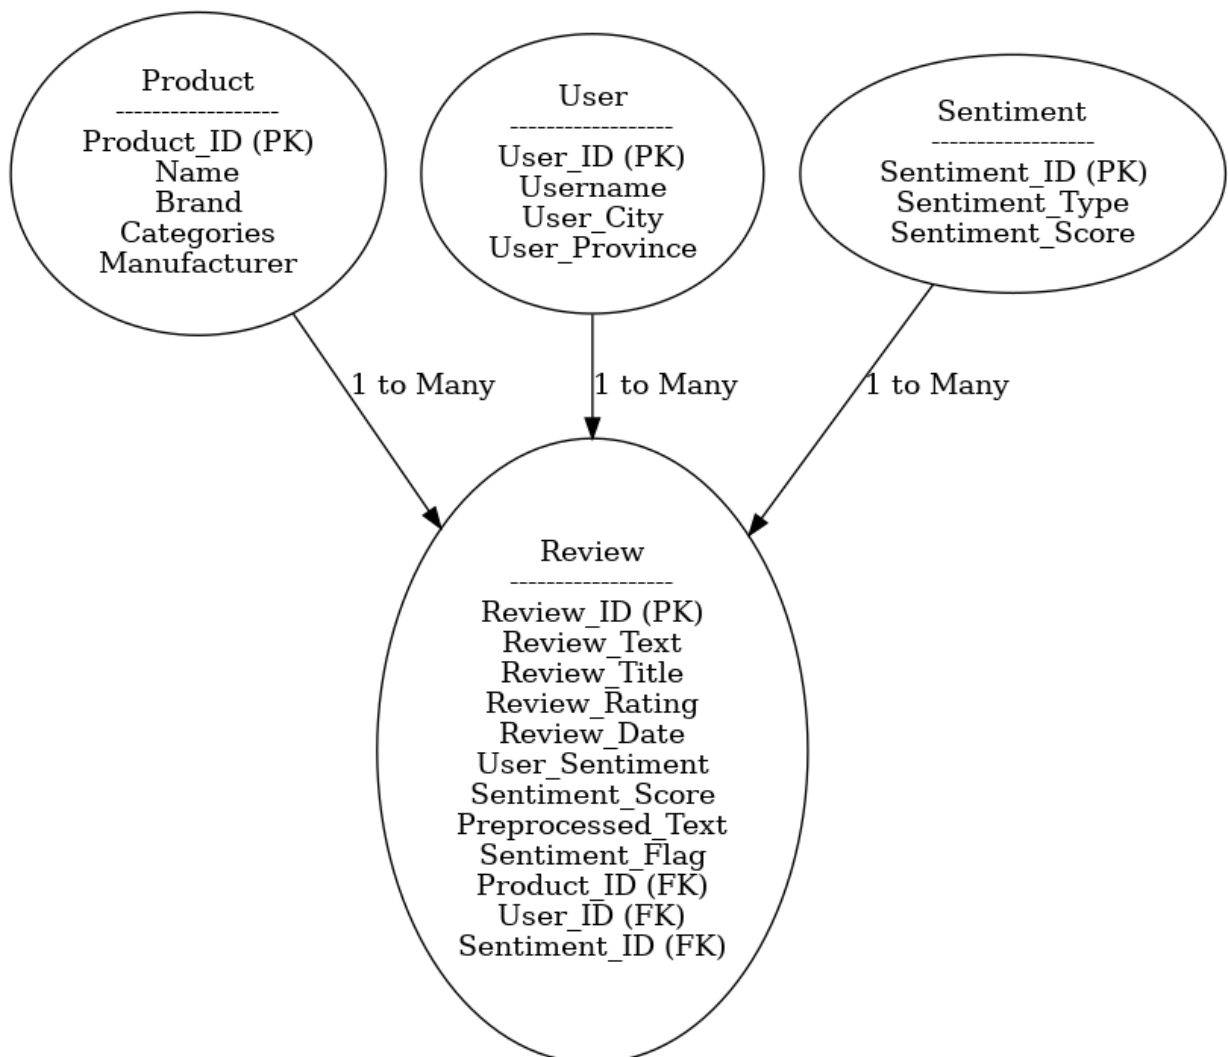 Product
------------------
Product_ID (PK)
Name
Brand
Categories
Manufacturer
User
------------------
User_ID (PK)
Username
User_City
User_Province
Sentiment
------------------
Sentiment_ID (PK)
Sentiment_Type
Sentiment_Score
1 to Many
1 to Many
1 to Many
Review
------------------
Review_ID (PK)
Review_Text
Review_Title
Review_Rating
Review_Date
User_Sentiment
Sentiment_Score
Preprocessed_Text
Sentiment_Flag
Product_ID (FK)
User_ID (FK)
Sentiment_ID (FK)